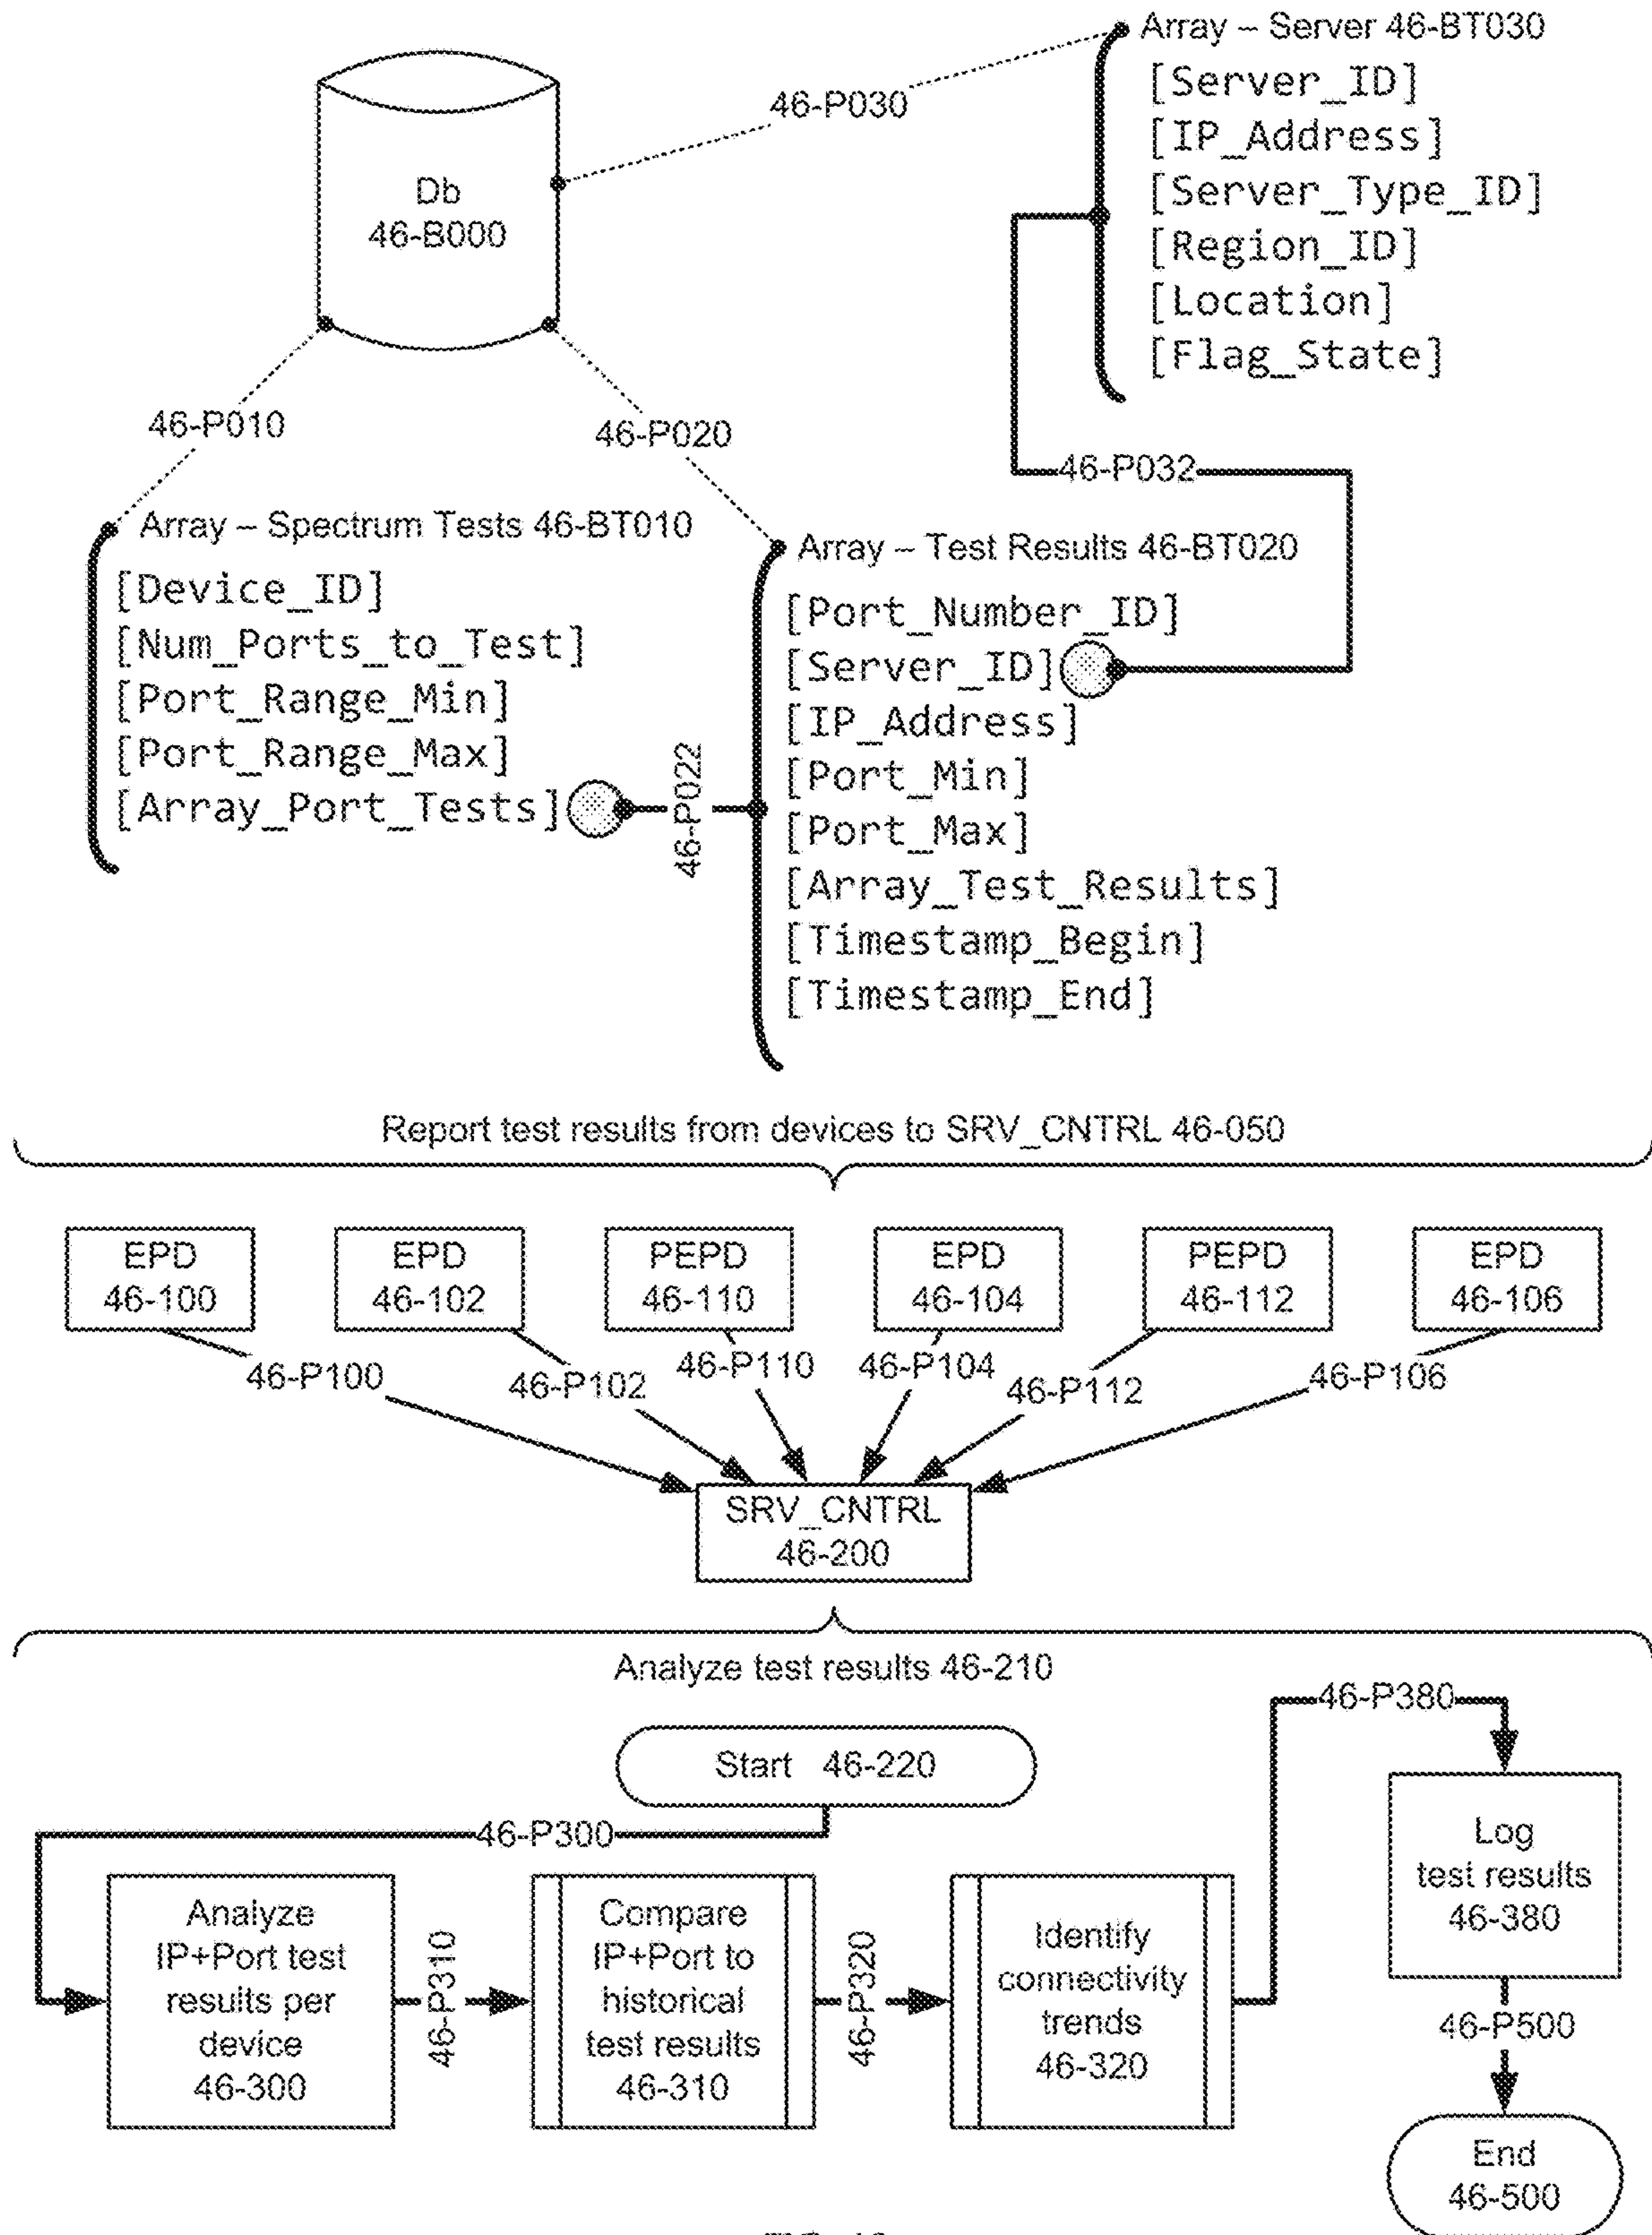 Array – Server 46-BT030
[Server_ID]
[IP_Address]
[Server_Type_ID]
[Region_ID]
[Location]
[Flag_State]
46-P030
Db
46-B000
46-P010
46-P020
46-P032
Array – Spectrum Tests 46-BT010
[Device_ID]
[Num_Ports_to_Test]
[Port_Range_Min]
[Port_Range_Max]
[Array_Port_Tests]
46-P022
Array – Test Results 46-BT020
[Port_Number_ID]
[Server_ID]
[IP_Address]
[Port_Min]
[Port_Max]
[Array_Test_Results]
[Timestamp_Begin]
[Timestamp_End]
Report test results from devices to SRV_CNTRL 46-050
EPD
46-100
EPD
46-102
PEPD
46-110
EPD
46-104
PEPD
46-112
EPD
46-106
46-P100
46-P102
46-P110
46-P104
46-P112
46-P106
SRV_CNTRL
46-200
Analyze test results 46-210
46-P380
Start 46-220
46-P300
Analyze
IP+Port test
results per
device
46-300
46-P310
Compare
IP+Port to
historical
test results
46-310
46-P320
Identify
connectivity
trends
46-320
Log
test results
46-380
46-P500
End
46-500